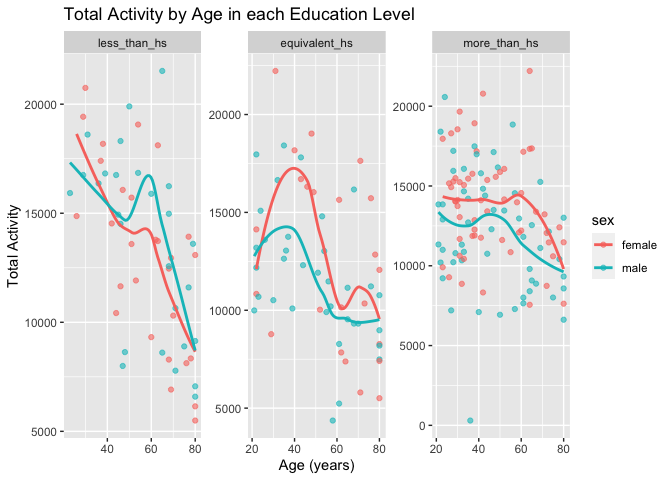 Total Activity by Age in each Education Level
less_than_hs
equivalent_hs
more_than_hs
Total Activity
20000
15000
10000
5000
20000
15000
10000
5000
20000
15000
10000
5000
0
40
60
80
20
40
60
80
20
40
60
80
Age (years)
sex
female
male